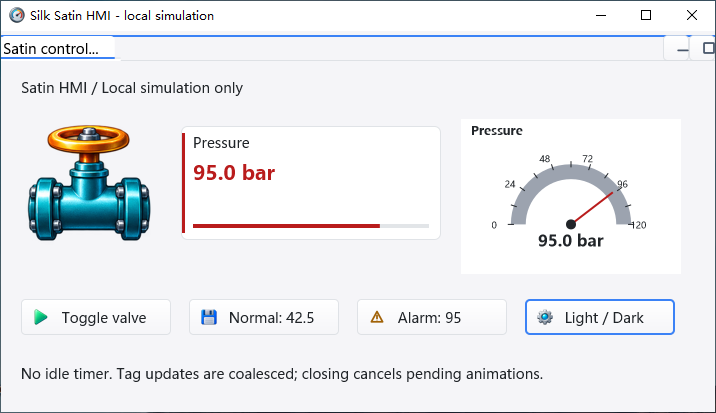 Silk Satin HMI - local simulation
Satin control...
Satin HMI / Local simulation only
Pressure
95.0 bar
Pressure
0
24
48
72
96
120
95.0 bar
Toggle valve
Normal: 42.5
Alarm: 95
Light / Dark
No idle timer. Tag updates are coalesced; closing cancels pending animations.